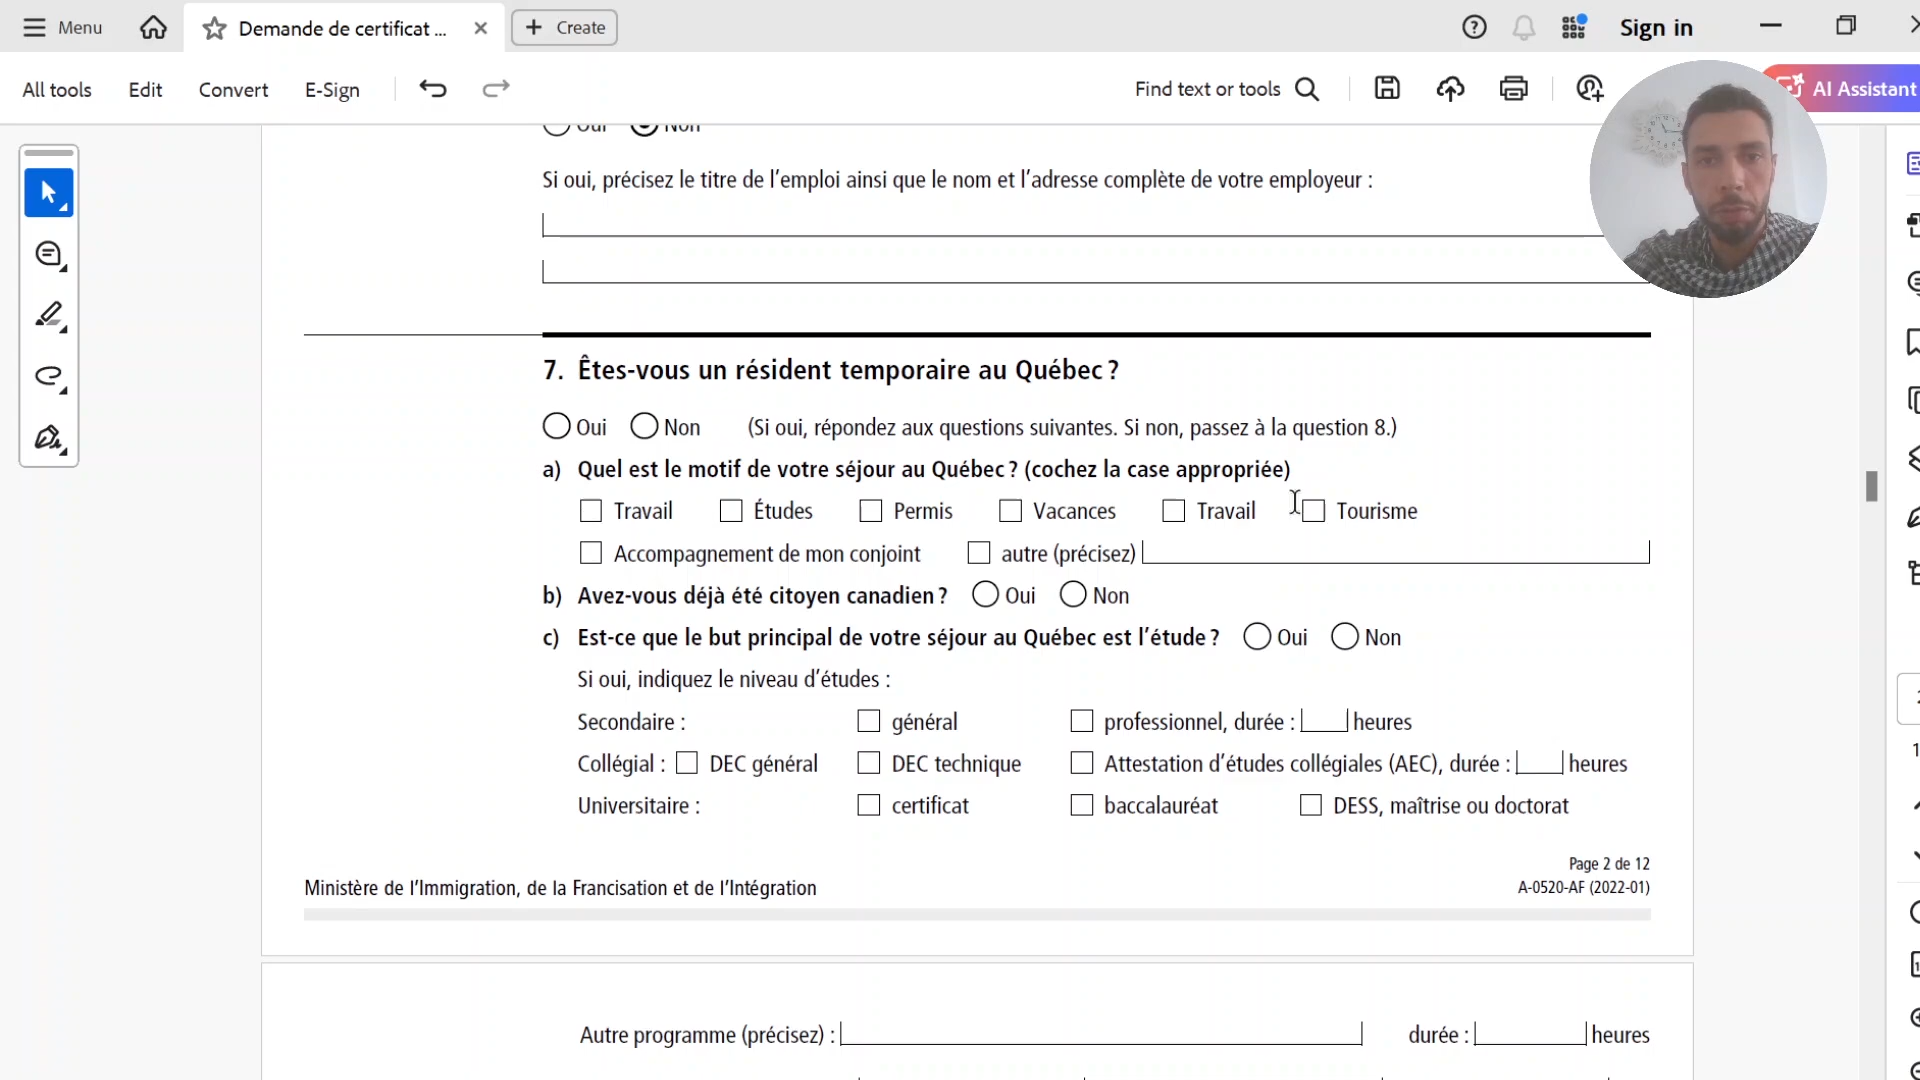 Menu
Demande de certificat ...
Create
Sign in
All tools
Edit
Convert
E-Sign
Find text or tools
AI Assistant
Oui Non
Si oui, précisez le titre de l'emploi ainsi que le nom et l'adresse complète de votre employeur :
7. Êtes-vous un résident temporaire au Québec ?
Oui Non (Si oui, répondez aux questions suivantes. Si non, passez à la question 8.)
a) Quel est le motif de votre séjour au Québec ? (cochez la case appropriée)
Travail Études Permis Vacances Travail Tourisme
Accompagnement de mon conjoint autre (précisez)
b) Avez-vous déjà été citoyen canadien ? Oui Non
c) Est-ce que le but principal de votre séjour au Québec est l'étude ? Oui Non
Si oui, indiquez le niveau d'études :
Secondaire : général professionnel, durée : heures
Collégial : DEC général DEC technique Attestation d'études collégiales (AEC), durée : heures
Universitaire : certificat baccalauréat DESS, maîtrise ou doctorat
Page 2 de 12
Ministère de l'Immigration, de la Francisation et de l'Intégration
A-0520-AF (2022-01)
Autre programme (précisez) : durée : heures